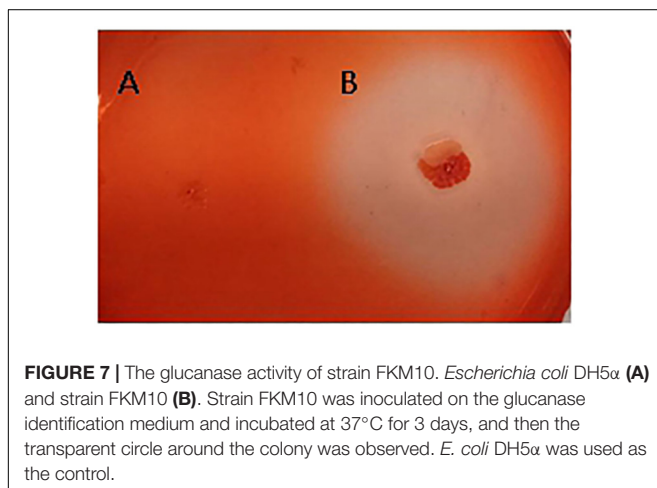 A B
FIGURE 7 | The glucanase activity of strain FKM10. Escherichia coli DH5α (A)
and strain FKM10 (B). Strain FKM10 was inoculated on the glucanase
identification medium and incubated at 37°C for 3 days, and then the
transparent circle around the colony was observed. E. coli DH5α was used as
the control.